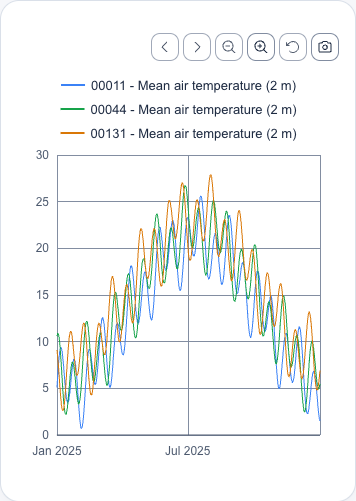 00011 - Mean air temperature (2 m)
00044 - Mean air temperature (2 m)
00131 - Mean air temperature (2 m)
30
25
20
15
10
5
0
Jan 2025
Jul 2025